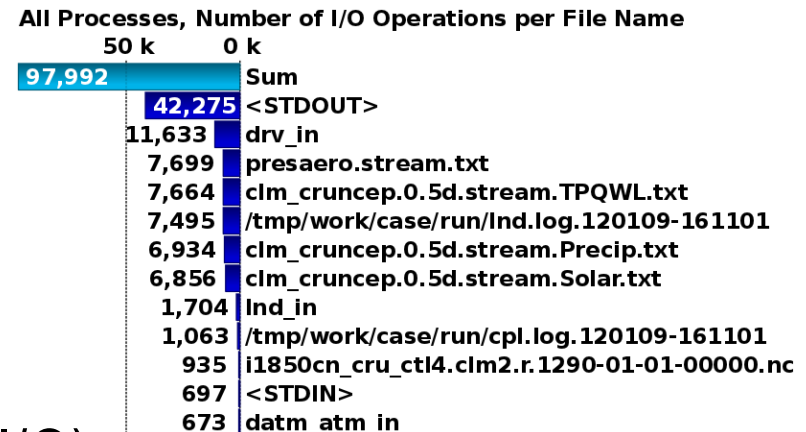 All Processes, Number of I/O Operations per File Name
50 k 0 k
97,992 Sum
42,275 <STDOUT>
11,633 drv_in
7,699 presaero.stream.txt
7,664 clm_cruncep.0.5d.stream.TPQWL.txt
7,495 /tmp/work/case/run/lnd.log.120109-161101
6,934 clm_cruncep.0.5d.stream.Precip.txt
6,856 clm_cruncep.0.5d.stream.Solar.txt
1,704 lnd_in
1,063 /tmp/work/case/run/cpl.log.120109-161101
935 i1850cn_cru_ctl4.clm2.r.1290-01-01-00000.nc
697 <STDIN>
673 datm_atm_in